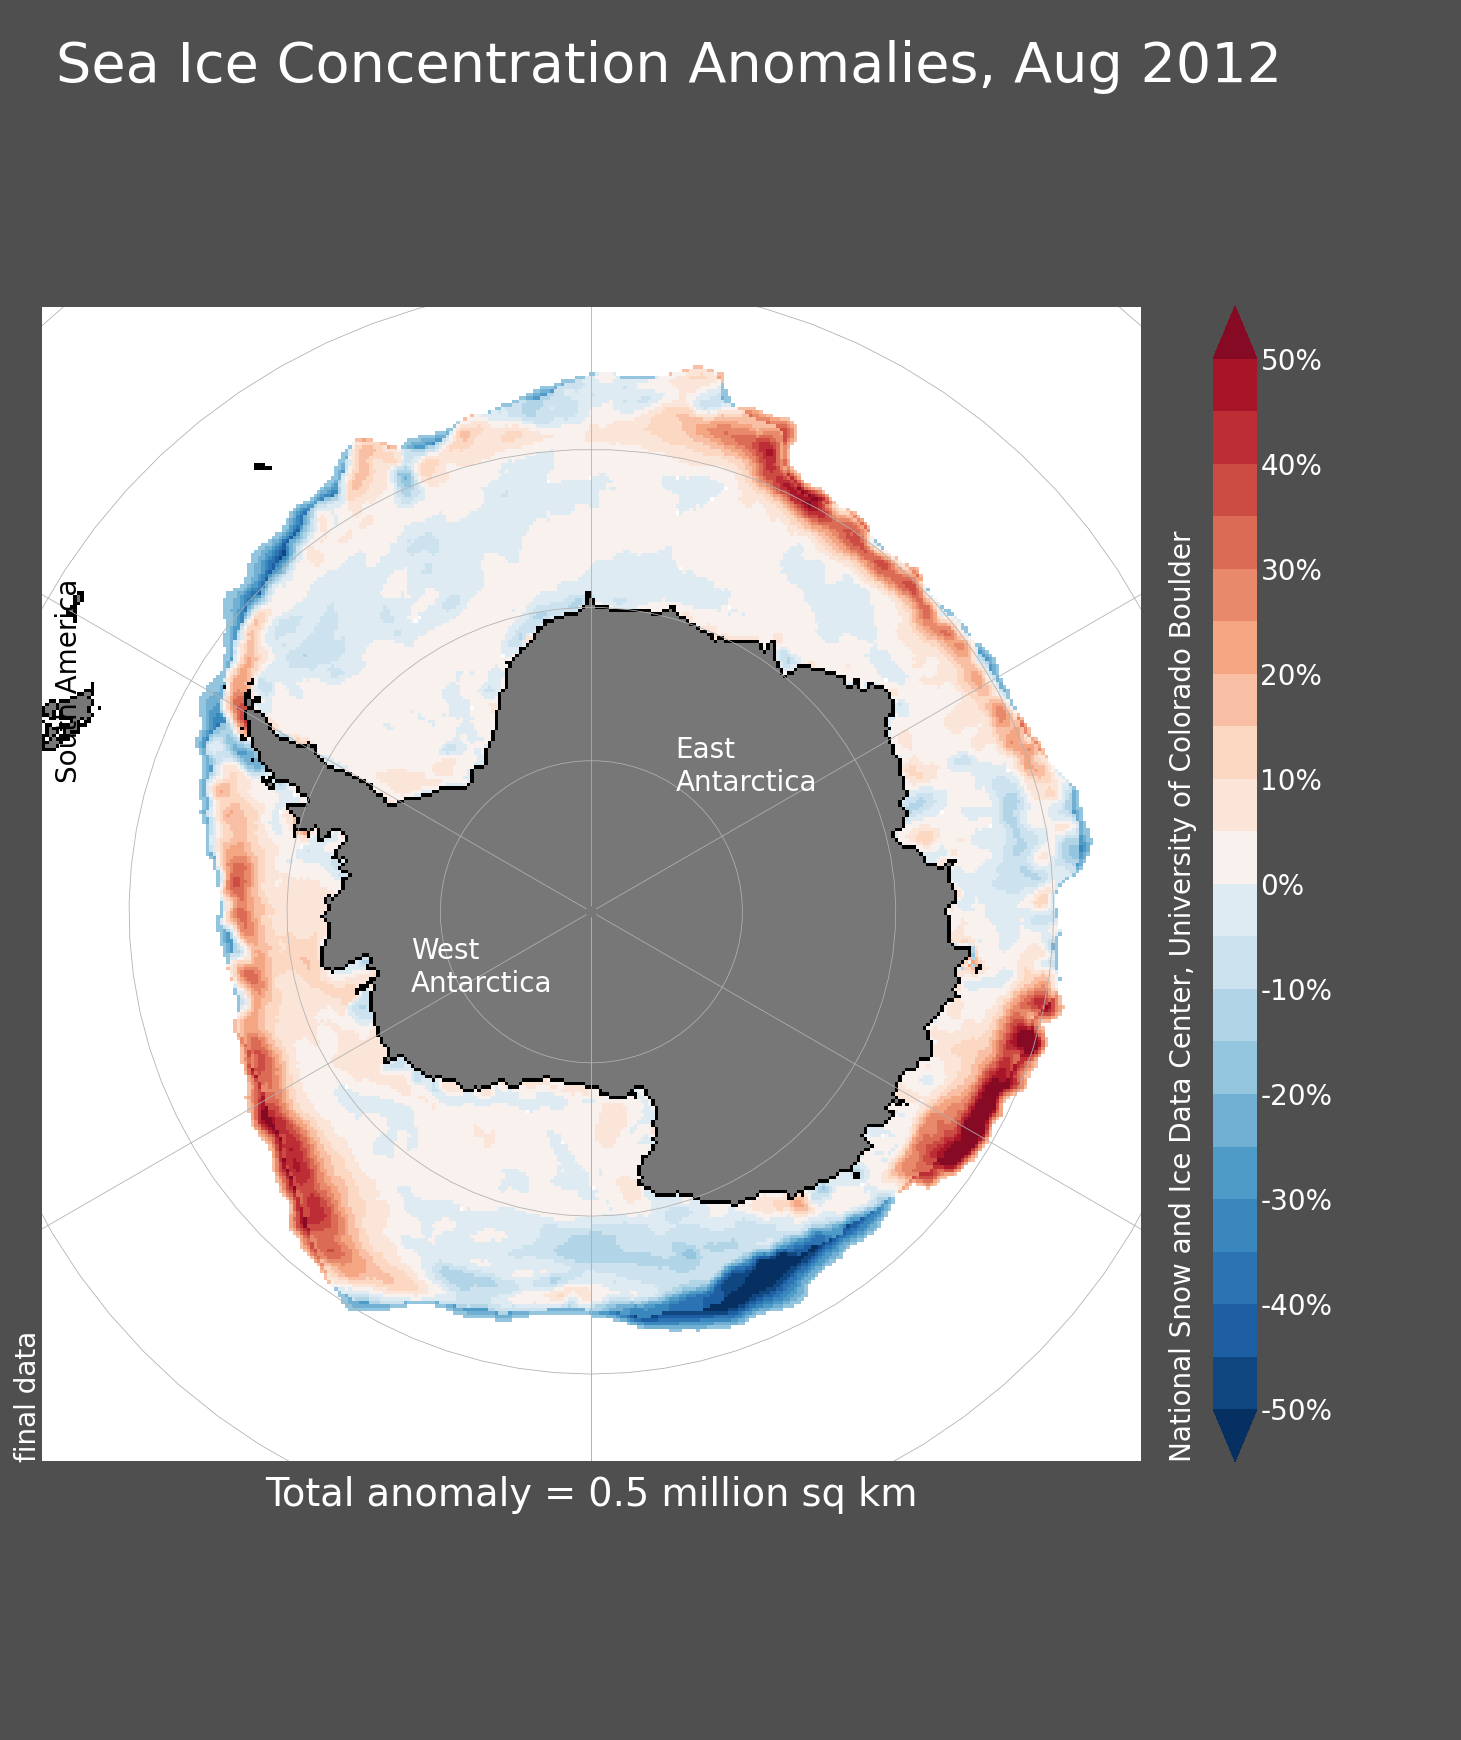 Sea Ice Concentration Anomalies, Aug 2012
South America
East
Antarctica
West
Antarctica
final data
National Snow and Ice Data Center, University of Colorado Boulder
50%
40%
30%
20%
10%
0%
-10%
-20%
-30%
-40%
-50%
Total anomaly = 0.5 million sq km